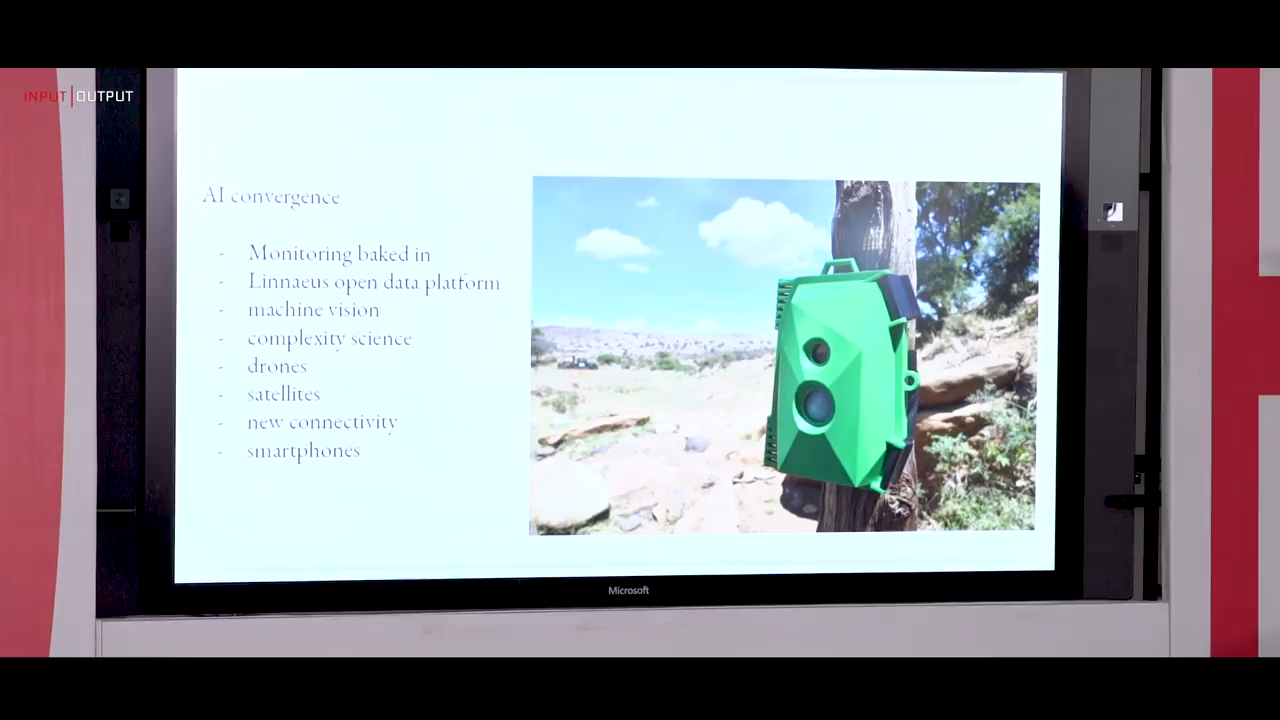 INPUT | OUTPUT
AI convergence
- Monitoring baked in
- Linnaeus open data platform
- machine vision
- complexity science
- drones
- satellites
- new connectivity
- smartphones
Microsoft